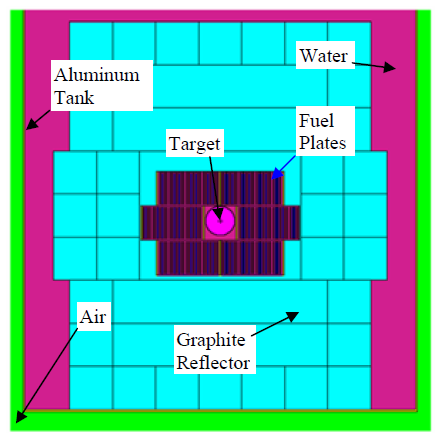 Water
Aluminum
Tank
Fuel
Plates
Target
Air
Graphite
Reflector